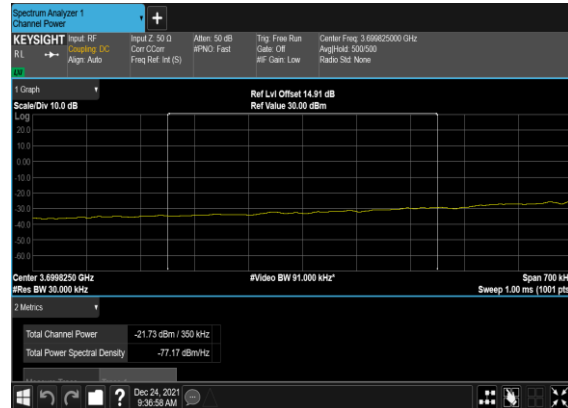 Spectrum Analyzer 1
Channel Power
+
KEYSIGHT
RL
Input: RF
Coupling: DC
Align: Auto
Input Z: 50 Ω
Corr CCorr
Freq Ref: Int (S)
Atten: 50 dB
#PNO: Fast
Trig: Free Run
Gate: Off
#IF Gain: Low
Center Freq: 3.699825000 GHz
Avg|Hold: 500/500
Radio Std: None
1 Graph
Scale/Div 10.0 dB
Ref Lvl Offset 14.91 dB
Ref Value 30.00 dBm
Log
20.0
10.0
0.00
-10.0
-20.0
-30.0
-40.0
-50.0
-60.0
Center 3.6998250 GHz
#Video BW 91.000 kHz*
Span 700 kH
#Res BW 30.000 kHz
Sweep 1.00 ms (1001 pts
2 Metrics
Total Channel Power -21.73 dBm / 350 kHz
Total Power Spectral Density -77.17 dBm/Hz
?
Dec 24, 2021
9:36:58 AM